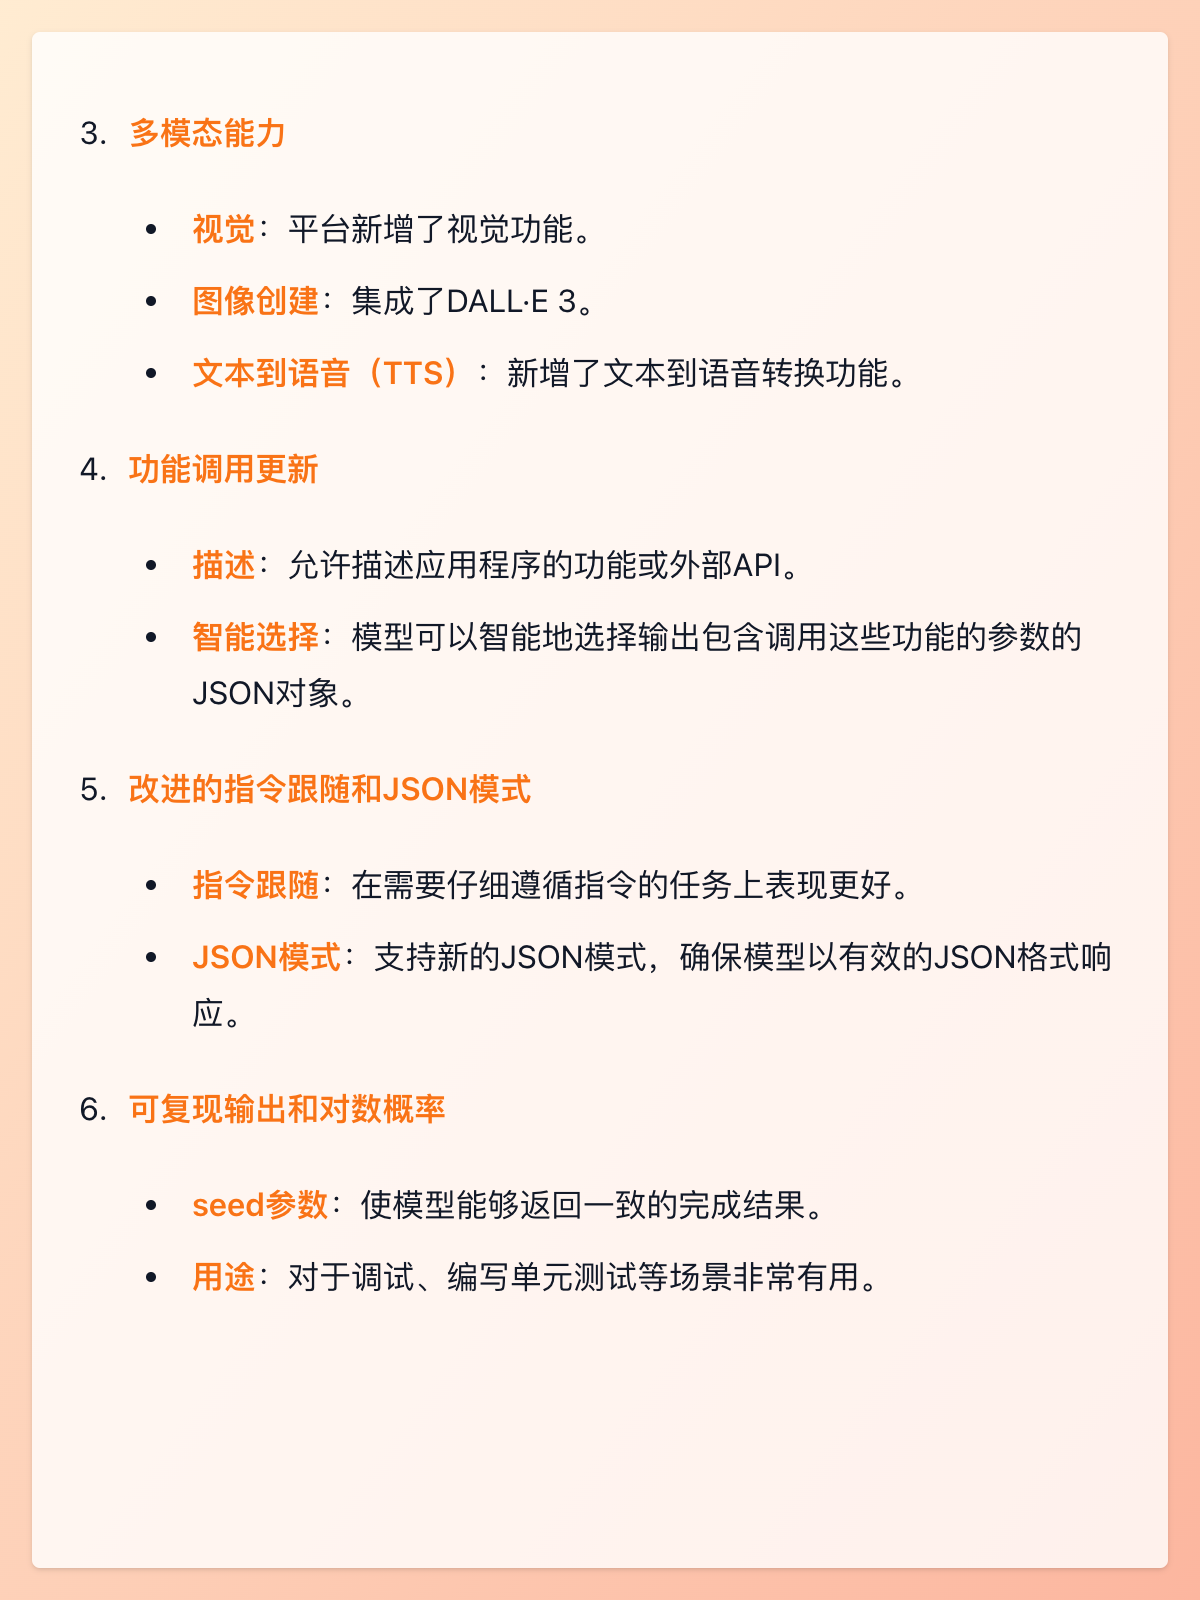 3. 多模态能力
• 视觉：平台新增了视觉功能。
• 图像创建：集成了DALL·E 3。
• 文本到语音（TTS）：新增了文本到语音转换功能。
4. 功能调用更新
• 描述：允许描述应用程序的功能或外部API。
• 智能选择：模型可以智能地选择输出包含调用这些功能的参数的
JSON对象。
5. 改进的指令跟随和JSON模式
• 指令跟随：在需要仔细遵循指令的任务上表现更好。
• JSON模式：支持新的JSON模式，确保模型以有效的JSON格式响
应。
6. 可复现输出和对数概率
• seed参数：使模型能够返回一致的完成结果。
• 用途：对于调试、编写单元测试等场景非常有用。